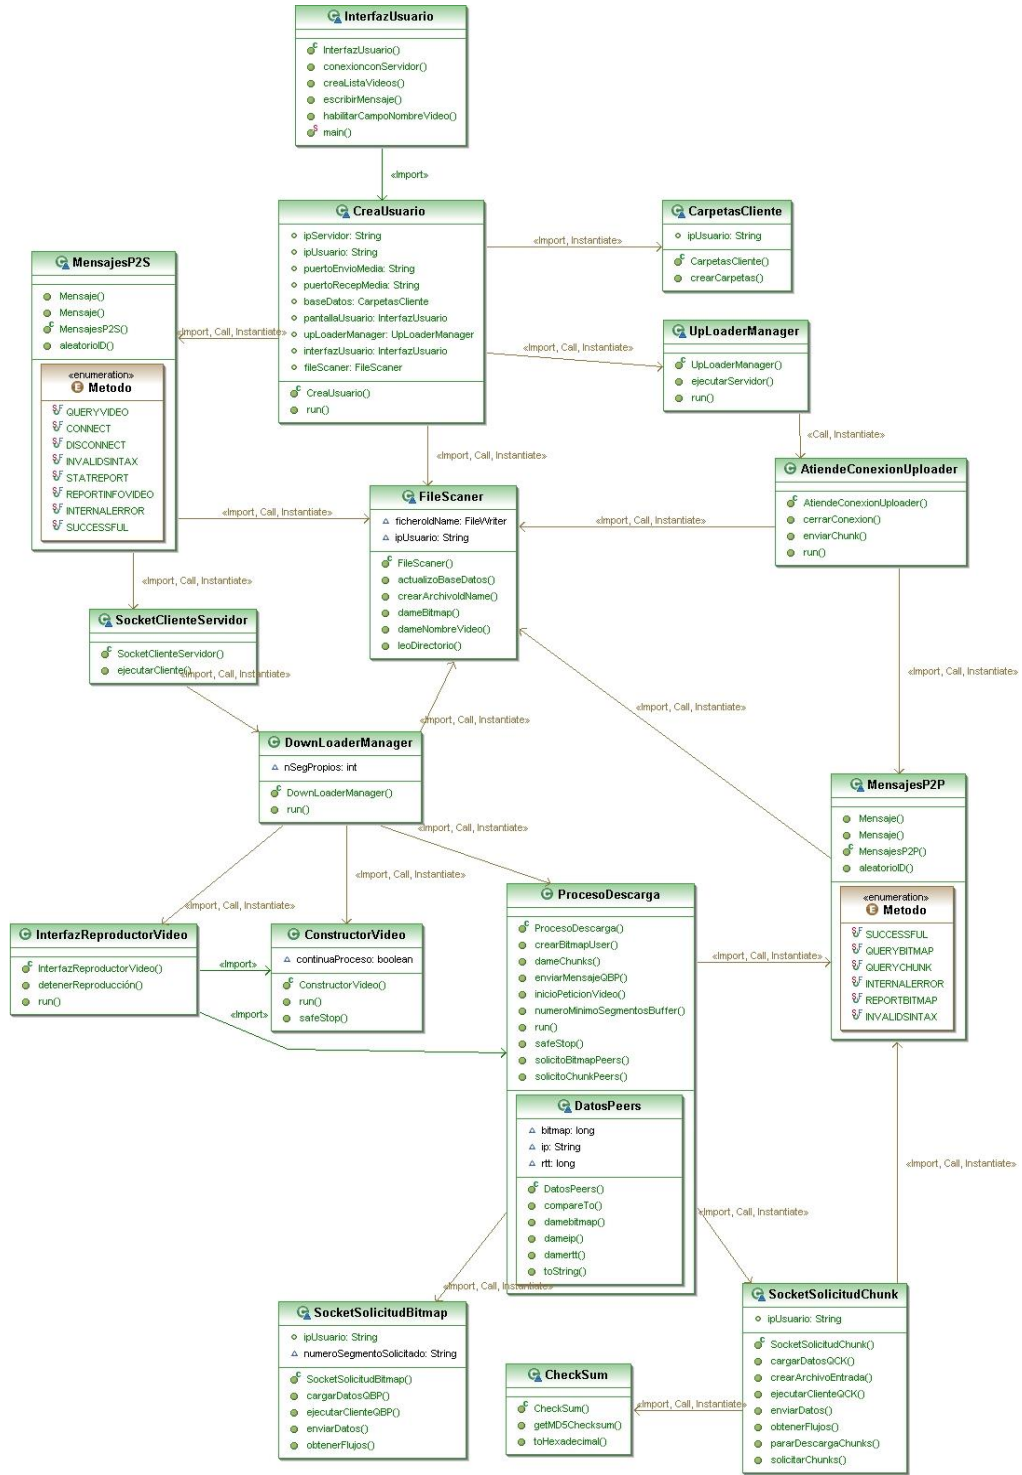 InterfazUsuario
InterfazUsuario()
conexionconServidor()
creaListaVideos()
escribirMensaje()
habilitarCampoNombreVideo()
main()
«Import»
CreaUsuario
ipServidor: String
ipUsuario: String
puertoEnvioMedia: String
puertoRecepMedia: String
baseDatos: CarpetasCliente
pantallaUsuario: InterfazUsuario
upLoaderManager: UpLoaderManager
interfazUsuario: InterfazUsuario
fileScaner: FileScaner
CreaUsuario()
run()
«Import, Instantiate»
CarpetasCliente
ipUsuario: String
CarpetasCliente()
crearCarpetas()
MensajesP2S
Mensaje()
Mensaje()
MensajesP2S()
aleatorioID()
«enumeration»
Metodo
QUERYVIDEO
CONNECT
DISCONNECT
INVALIDSINTAX
STATREPORT
REPORTINFOVIDEO
INTERNALERROR
SUCCESSFUL
«Import, Call, Instantiate»
«Import, Call, Instantiate»
UpLoaderManager
UpLoaderManager()
ejecutarServidor()
run()
«Call, Instantiate»
«Import, Call, Instantiate»
AtiendeConexionUploader
AtiendeConexionUploader()
cerrarConexion()
enviarChunk()
run()
FileScaner
ficheroIdName: FileWriter
ipUsuario: String
FileScaner()
actualizoBaseDatos()
crearArchivoIdName()
dameBitmap()
dameNombreVideo()
leoDirectorio()
«Import, Call, Instantiate»
«Import, Call, Instantiate»
«Import, Call, Instantiate»
SocketClienteServidor
SocketClienteServidor()
ejecutarCliente()
«Import, Call, Instantiate»
«Import, Call, Instantiate»
«Import, Call, Instantiate»
«Import, Call, Instantiate»
DownLoaderManager
nSegPropios: int
DownLoaderManager()
run()
MensajesP2P
Mensaje()
Mensaje()
MensajesP2P()
aleatorioID()
«enumeration»
Metodo
SUCCESSFUL
QUERYBITMAP
QUERYCHUNK
INTERNALERROR
REPORTBITMAP
INVALIDSINTAX
«Import, Call, Instantiate»
«Import, Call, Instantiate»
«Import, Call, Instantiate»
InterfazReproductorVideo
InterfazReproductorVideo()
detenerReproducción()
run()
«Import»
«Import»
ConstructorVideo
continuaProceso: boolean
ConstructorVideo()
run()
safeStop()
ProcesoDescarga
ProcesoDescarga()
crearBitmapUser()
dameChunks()
enviarMensajeQBP()
inicioPeticionVideo()
numeroMinimoSegmentosBuffer()
run()
safeStop()
solicitoBitmapPeers()
solicitoChunkPeers()
DatosPeers
bitmap: long
ip: String
rtt: long
DatosPeers()
compareTo()
damebitmap()
dameip()
damertt()
toString()
«Import, Call, Instantiate»
«Import, Call, Instantiate»
«Import, Call, Instantiate»
«Import, Call, Instantiate»
SocketSolicitudBitmap
ipUsuario: String
numeroSegmentoSolicitado: String
SocketSolicitudBitmap()
cargarDatosQBP()
ejecutarClienteQBP()
enviarDatos()
obtenerFlujos()
CheckSum
CheckSum()
getMD5Checksum()
toHexadecimal()
«Import, Call, Instantiate»
SocketSolicitudChunk
ipUsuario: String
SocketSolicitudChunk()
cargarDatosQCK()
crearArchivoEntrada()
ejecutarClienteQCK()
enviarDatos()
obtenerFlujos()
pararDescargaChunks()
solicitarChunks()